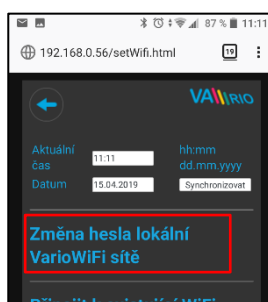 87 % 11:11
192.168.0.56/setWifi.html 19
VARIO
Aktuální čas 11:11 hh:mm
dd.mm.yyyy
Datum 15.04.2019 Synchronizovat
Změna hesla lokální
VarioWiFi sítě